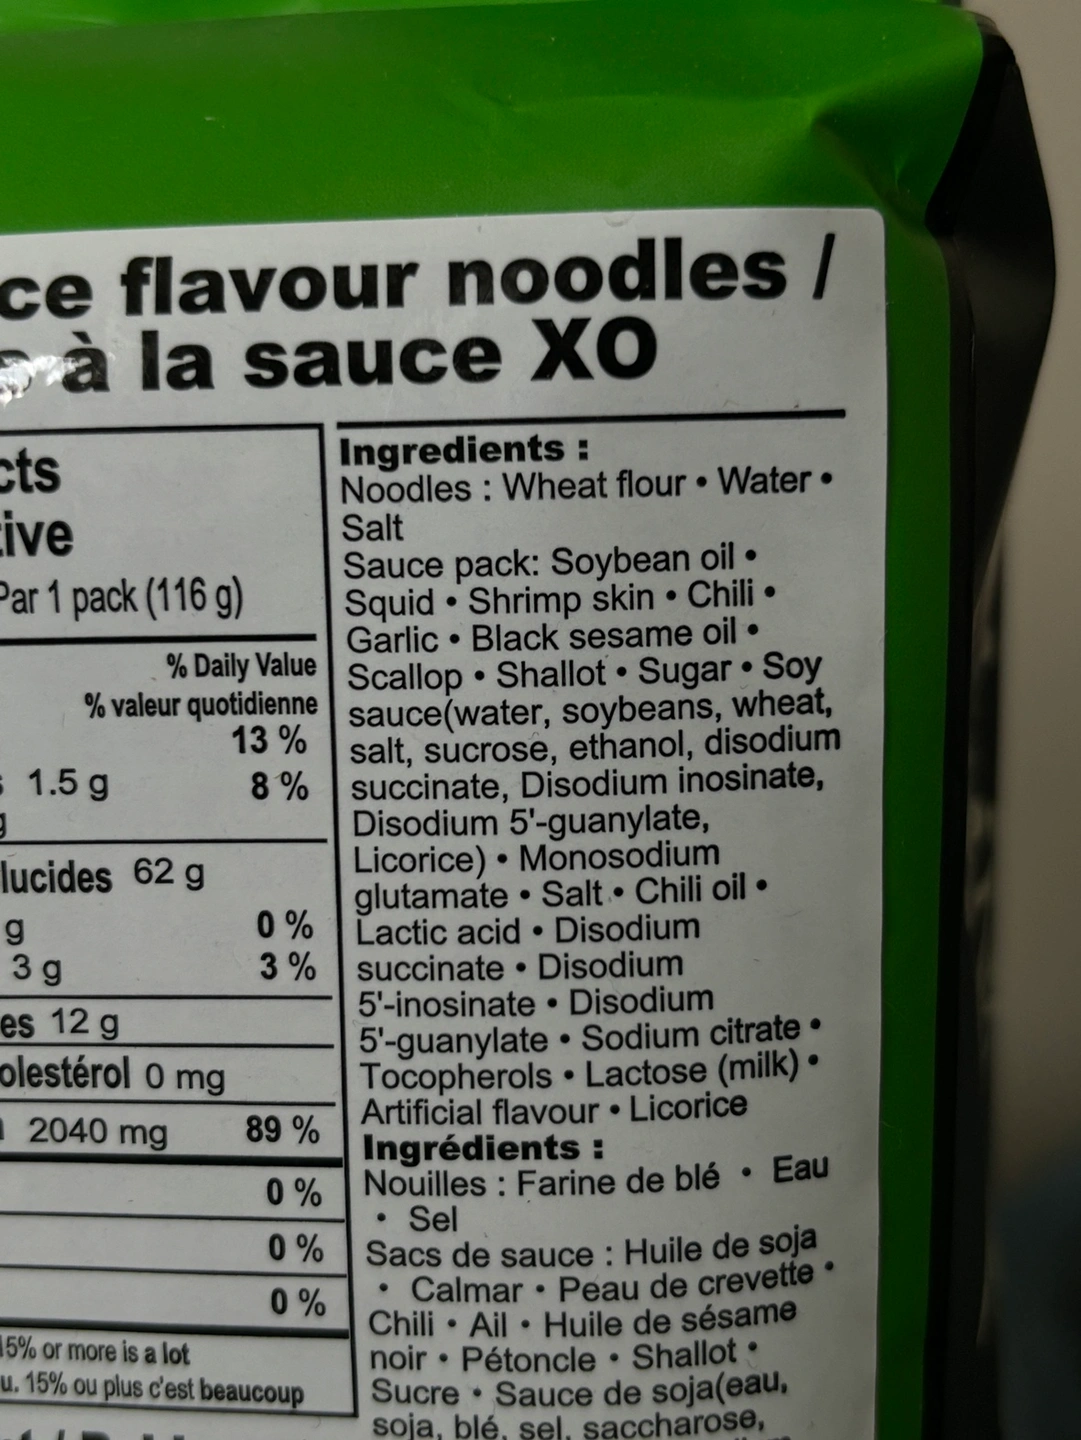 ce flavour noodles /
à la sauce XO
cts
ive
Par 1 pack (116 g)
% Daily Value
% valeur quotidienne
13 %
1.5 g 8 %
lucides 62 g
g 0 %
3 g 3 %
es 12 g
olestérol 0 mg
2040 mg 89 %
0 %
0 %
0 %
15% or more is a lot
u. 15% ou plus c'est beaucoup
Ingredients :
Noodles : Wheat flour • Water •
Salt
Sauce pack: Soybean oil •
Squid • Shrimp skin • Chili •
Garlic • Black sesame oil •
Scallop • Shallot • Sugar • Soy
sauce(water, soybeans, wheat,
salt, sucrose, ethanol, disodium
succinate, Disodium inosinate,
Disodium 5'-guanylate,
Licorice) • Monosodium
glutamate • Salt • Chili oil •
Lactic acid • Disodium
succinate • Disodium
5'-inosinate • Disodium
5'-guanylate • Sodium citrate •
Tocopherols • Lactose (milk) •
Artificial flavour • Licorice
Ingrédients :
Nouilles : Farine de blé • Eau
• Sel
Sacs de sauce : Huile de soja
• Calmar • Peau de crevette •
Chili • Ail • Huile de sésame
noir • Pétoncle • Shallot •
Sucre • Sauce de soja(eau,
soja, blé, sel, saccharose,